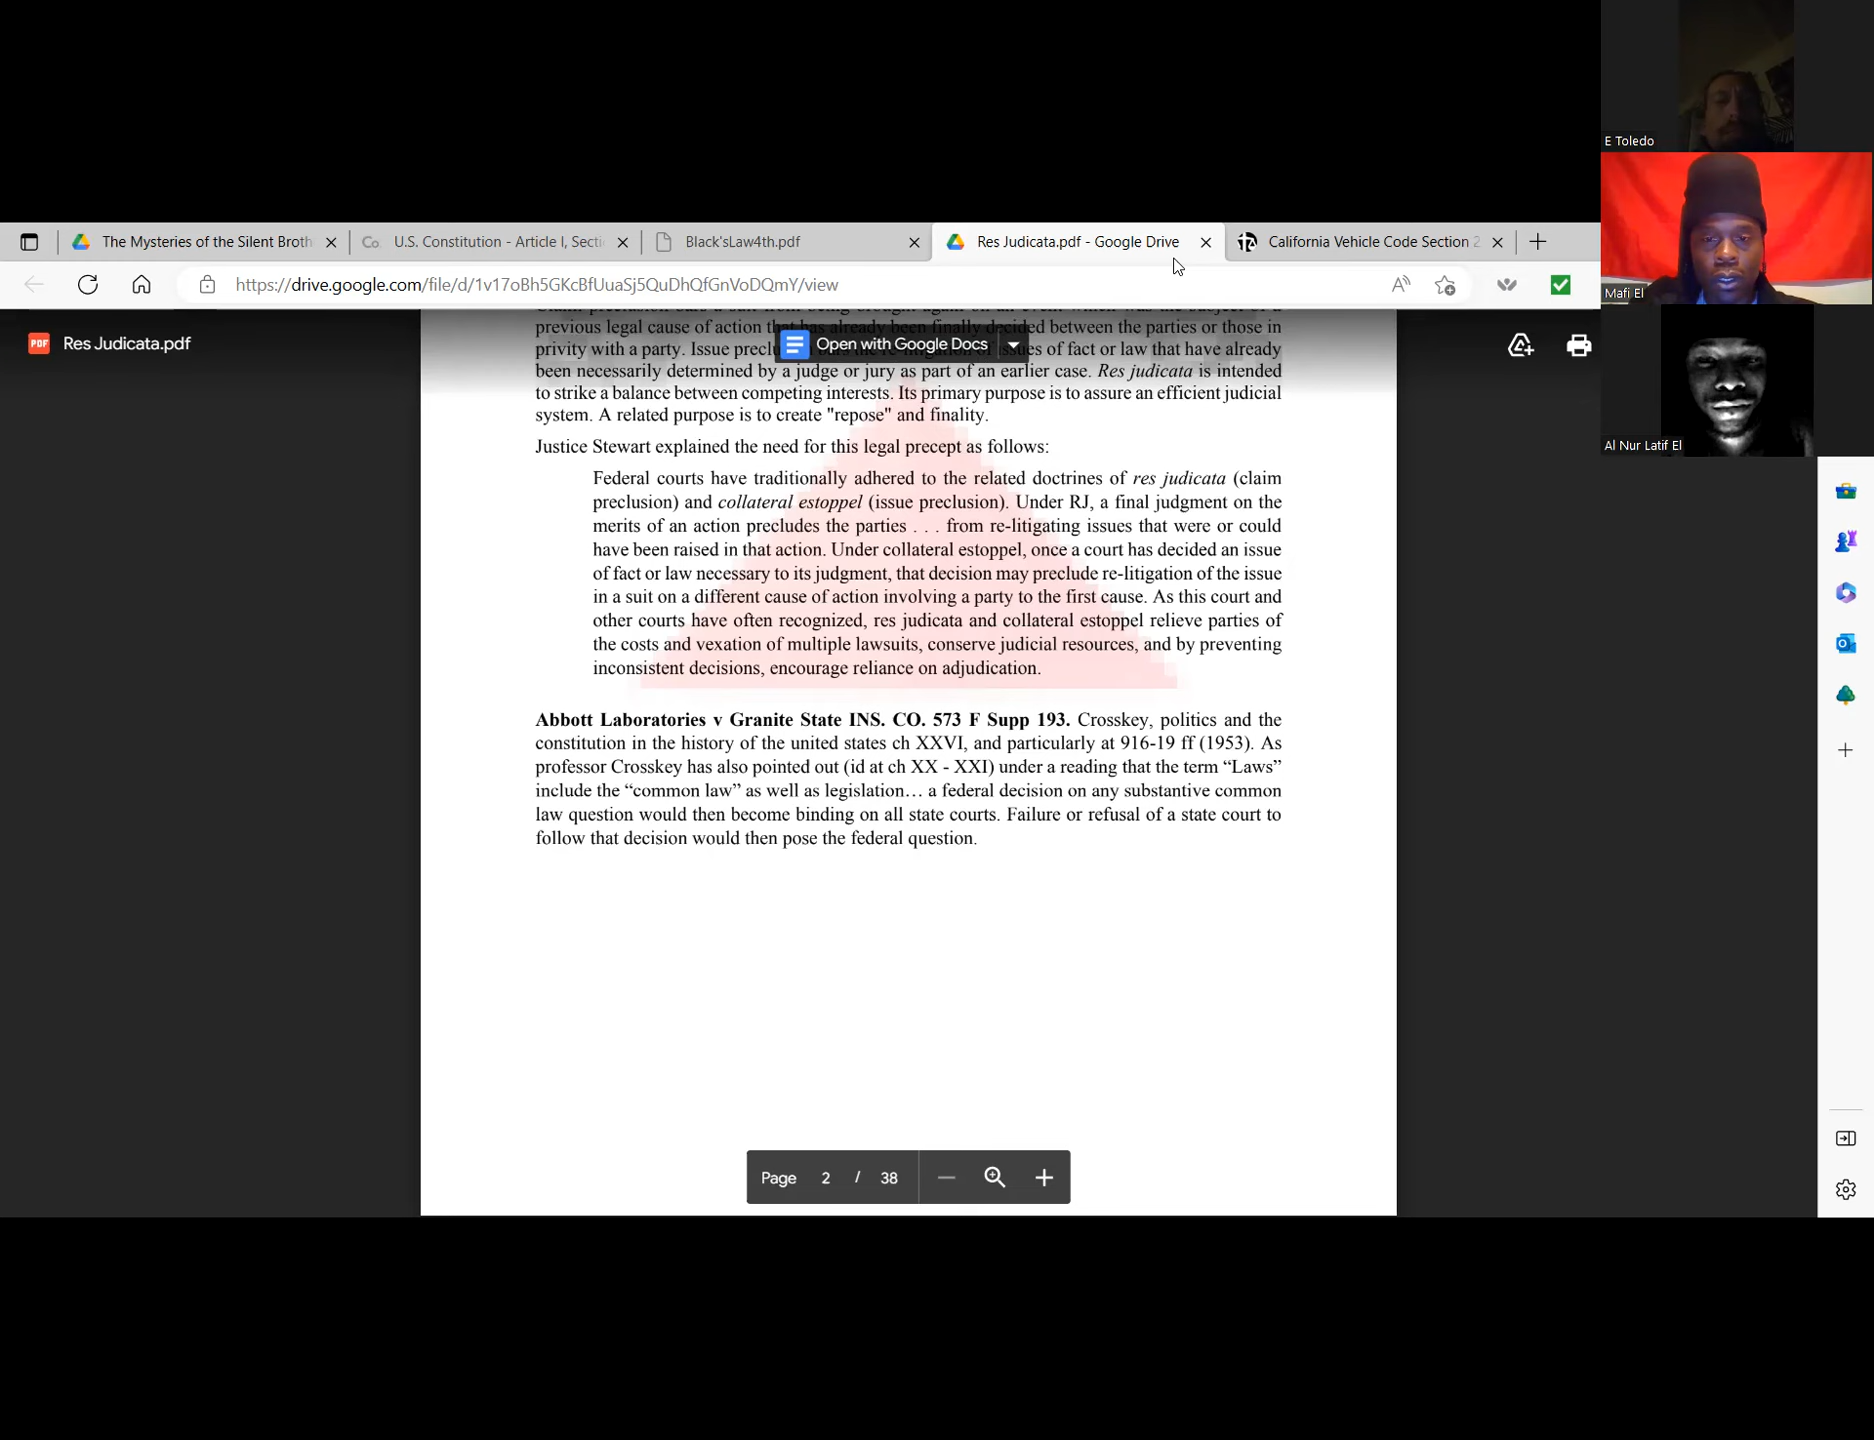 E Toledo
The Mysteries of the Silent Broth
Co. U.S. Constitution - Article I, Secti
Black'sLaw4th.pdf
Res Judicata.pdf - Google Drive
California Vehicle Code Section 2
https://drive.google.com/file/d/1v17oBh5GKcBfUuaSj5QuDhQfGnVoDQmY/view
Mafi El
PDF Res Judicata.pdf
Open with Google Docs
previous legal cause of action that has already been finally decided between the parties or those in
privity with a party. Issue preclu bars the re-litigation of issues of fact or law that have already
been necessarily determined by a judge or jury as part of an earlier case. Res judicata is intended
to strike a balance between competing interests. Its primary purpose is to assure an efficient judicial
system. A related purpose is to create "repose" and finality.
Al Nur Latif El
Justice Stewart explained the need for this legal precept as follows:
Federal courts have traditionally adhered to the related doctrines of res judicata (claim
preclusion) and collateral estoppel (issue preclusion). Under RJ, a final judgment on the
merits of an action precludes the parties . . . from re-litigating issues that were or could
have been raised in that action. Under collateral estoppel, once a court has decided an issue
of fact or law necessary to its judgment, that decision may preclude re-litigation of the issue
in a suit on a different cause of action involving a party to the first cause. As this court and
other courts have often recognized, res judicata and collateral estoppel relieve parties of
the costs and vexation of multiple lawsuits, conserve judicial resources, and by preventing
inconsistent decisions, encourage reliance on adjudication.
Abbott Laboratories v Granite State INS. CO. 573 F Supp 193. Crosskey, politics and the
constitution in the history of the united states ch XXVI, and particularly at 916-19 ff (1953). As
professor Crosskey has also pointed out (id at ch XX - XXI) under a reading that the term “Laws”
include the “common law” as well as legislation… a federal decision on any substantive common
law question would then become binding on all state courts. Failure or refusal of a state court to
follow that decision would then pose the federal question.
Page 2 / 38